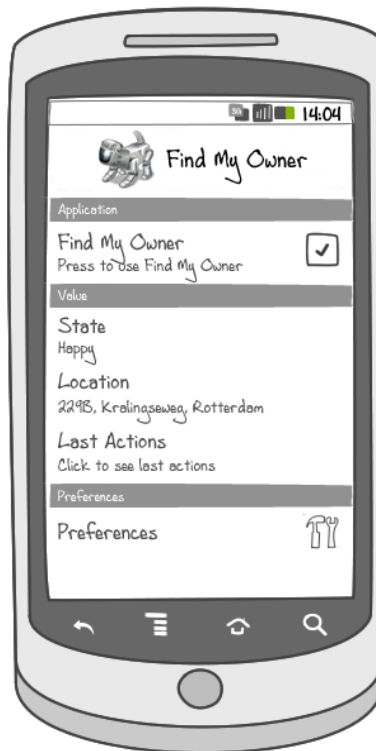 3G 14:04
Find My Owner
Application
Find My Owner
Press to use Find My Owner
Value
State
Happy
Location
229B, Kralingseweg, Rotterdam
Last Actions
Click to see last actions
Preferences
Preferences